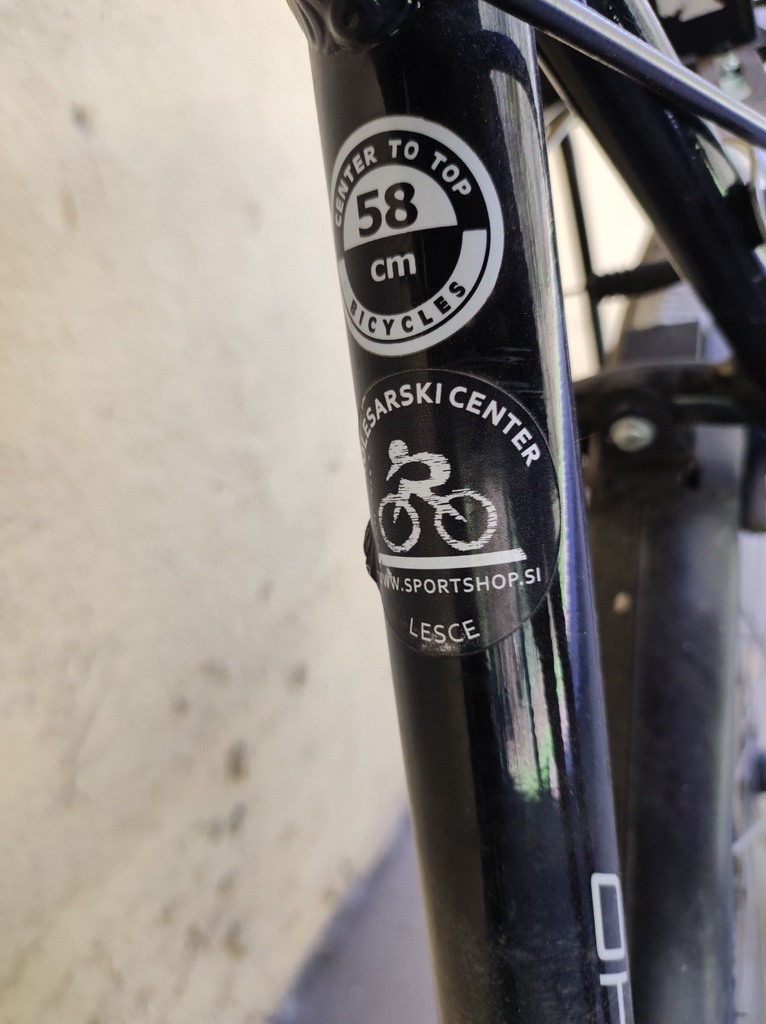 CENTER TO TOP
58
cm
BICYCLES
CENTER
WWW.SPORTSHOP.SI
LESCE